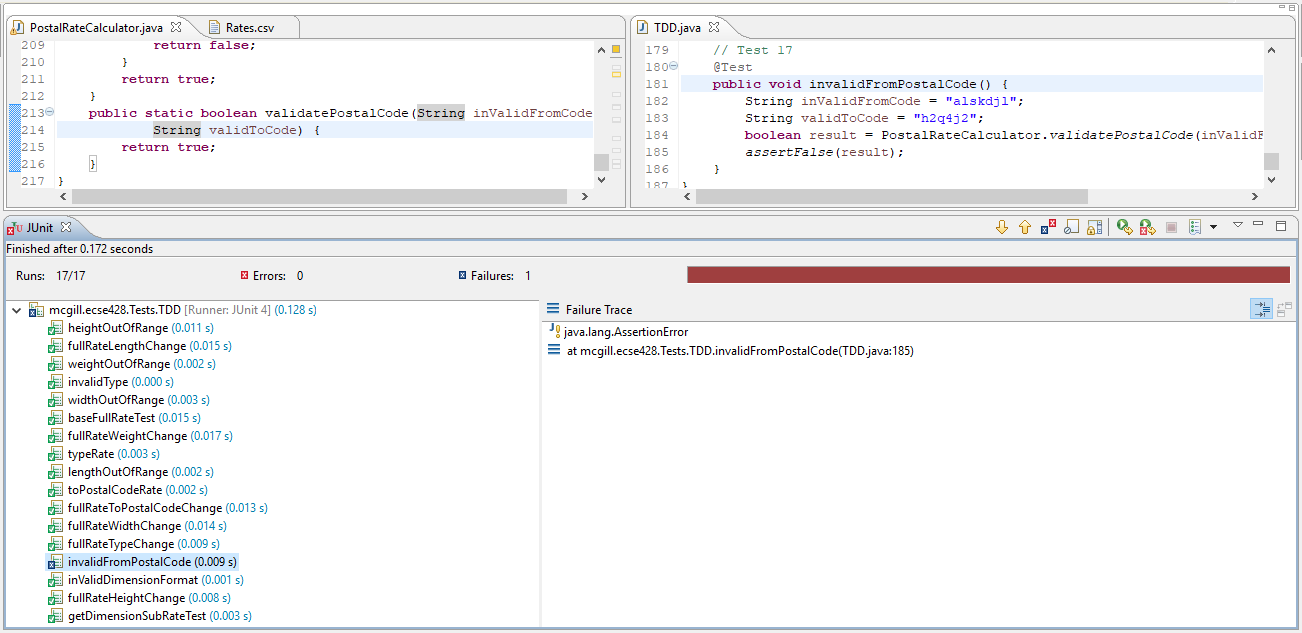 PostalRateCalculator.java
Rates.csv
209 return false;
210 }
211 return true;
212 }
213 public static boolean validatePostalCode(String inValidFromCode
214 String validToCode) {
215 return true;
216 }
217 }
TDD.java
179 // Test 17
180 @Test
181 public void invalidFromPostalCode() {
182 String inValidFromCode = "alskdjl";
183 String validToCode = "h2q4j2";
184 boolean result = PostalRateCalculator.validatePostalCode(inValidF
185 assertFalse(result);
186 }
187 }
JUnit
Finished after 0.172 seconds
Runs: 17/17 Errors: 0 Failures: 1
mcgill.ecse428.Tests.TDD [Runner: JUnit 4] (0.128 s)
heightOutOfRange (0.011 s)
fullRateLengthChange (0.015 s)
weightOutOfRange (0.002 s)
invalidType (0.000 s)
widthOutOfRange (0.003 s)
baseFullRateTest (0.015 s)
fullRateWeightChange (0.017 s)
typeRate (0.003 s)
lengthOutOfRange (0.002 s)
toPostalCodeRate (0.002 s)
fullRateToPostalCodeChange (0.013 s)
fullRateWidthChange (0.014 s)
fullRateTypeChange (0.009 s)
invalidFromPostalCode (0.009 s)
inValidDimensionFormat (0.001 s)
fullRateHeightChange (0.008 s)
getDimensionSubRateTest (0.003 s)
Failure Trace
java.lang.AssertionError
at mcgill.ecse428.Tests.TDD.invalidFromPostalCode(TDD.java:185)